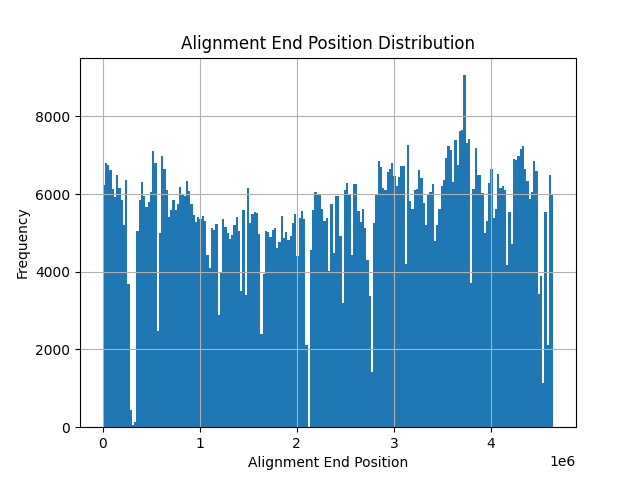 Alignment End Position Distribution
8000
6000
4000
2000
0
Frequency
0 1 2 3 4
1e6
Alignment End Position